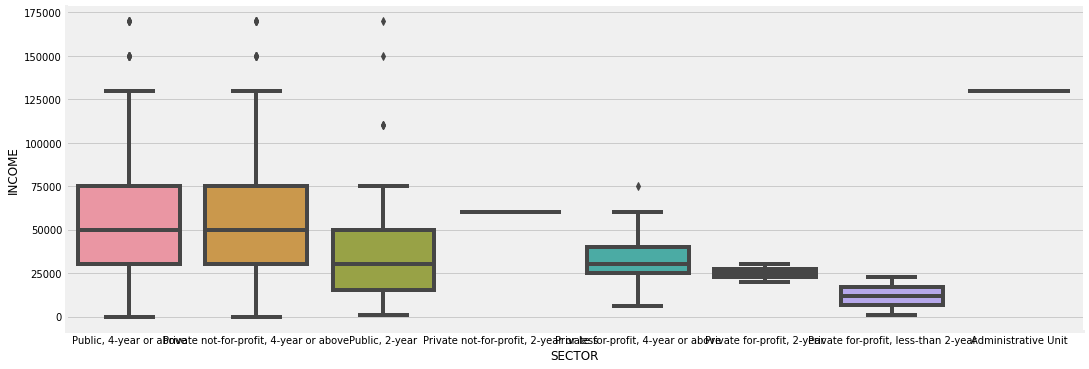 175000
150000
125000
100000
75000
50000
25000
0
INCOME
Public, 4-year or above
Private not-for-profit, 4-year or above
Public, 2-year
Private not-for-profit, 2-year or less
Private for-profit, 4-year or above
Private for-profit, 2-year
Private for-profit, less-than 2-year
Administrative Unit
SECTOR